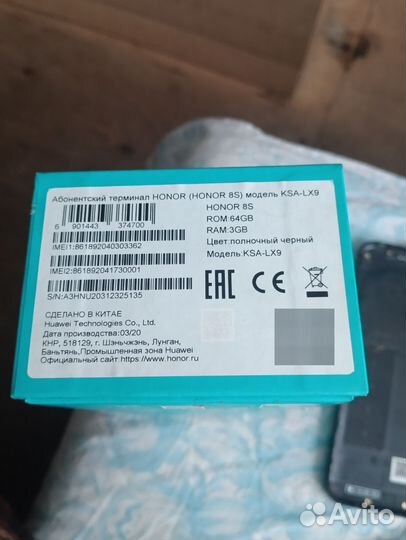 Абонентский терминал HONOR (HONOR 8S) модель KSA-LX9
6 901443 374700
IMEI1:861892040303362
IMEI2:861892041730001
S/N:A3HNU20312325135
HONOR 8S
ROM:64GB
RAM:3GB
Цвет:полночный черный
Модель:KSA-LX9
EAC CE
СДЕЛАНО В КИТАЕ
Huawei Technologies Co., Ltd.
Дата производства:03/20
КНР, 518129, г. Шэньчжэнь, Лунган,
Баньтянь,Промышленная зона Huawei
Официальный сайт https://www.honor.ru
Avito